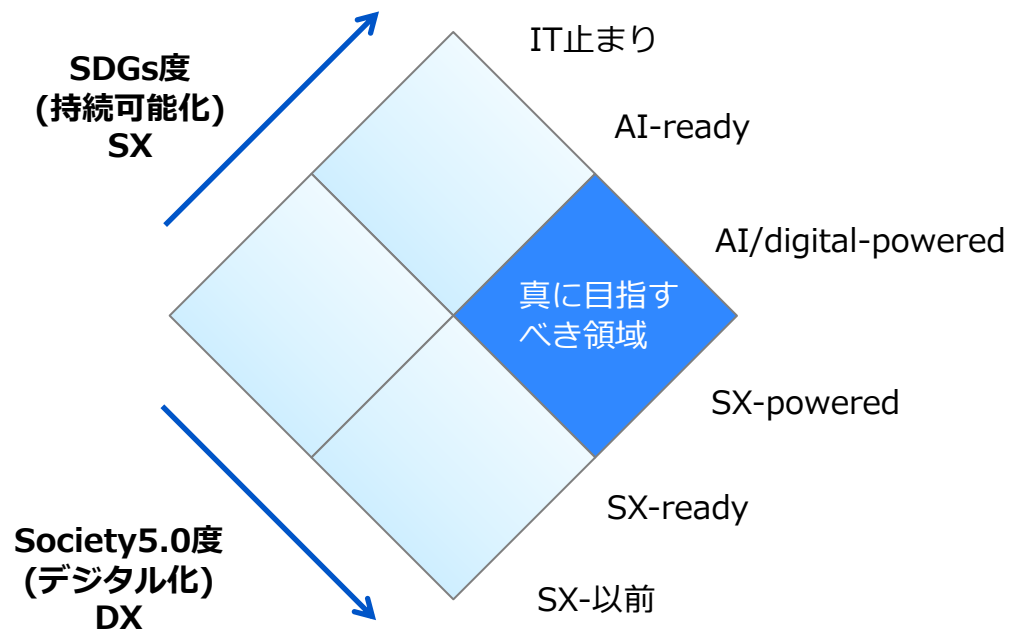 SDGs度
(持続可能化)
SX
IT止まり
AI-ready
AI/digital-powered
真に目指す
べき領域
SX-powered
SX-ready
SX-以前
Society5.0度
(デジタル化)
DX